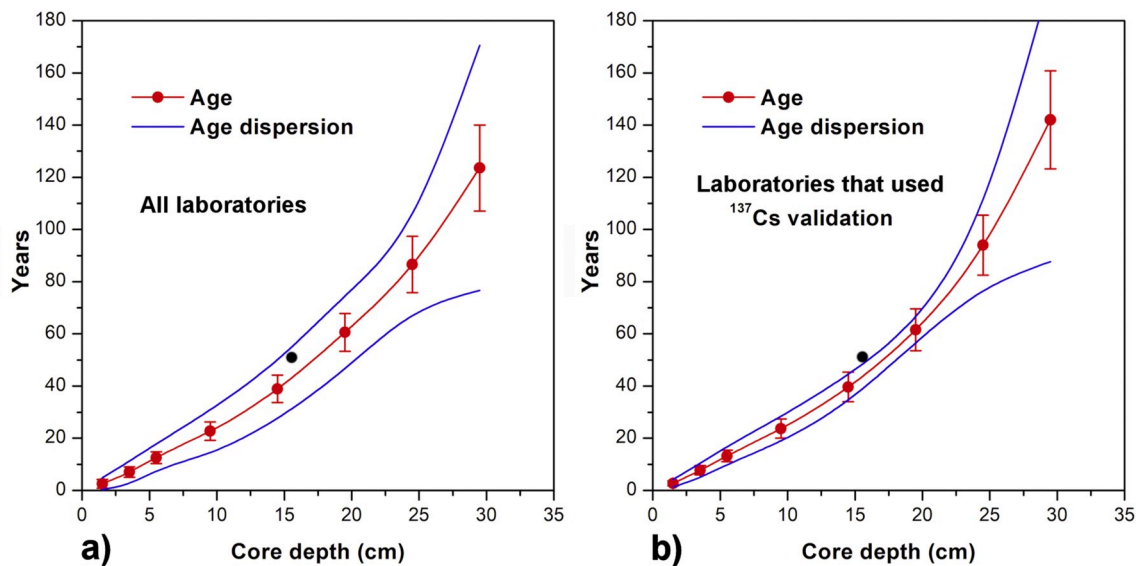 180
160
140
120
100
80
60
40
20
0
Years
Age
Age dispersion
All laboratories
0 5 10 15 20 25 30 35
a) Core depth (cm)
180
160
140
120
100
80
60
40
20
0
Years
Age
Age dispersion
Laboratories that used
¹³⁷Cs validation
0 5 10 15 20 25 30 35
b) Core depth (cm)